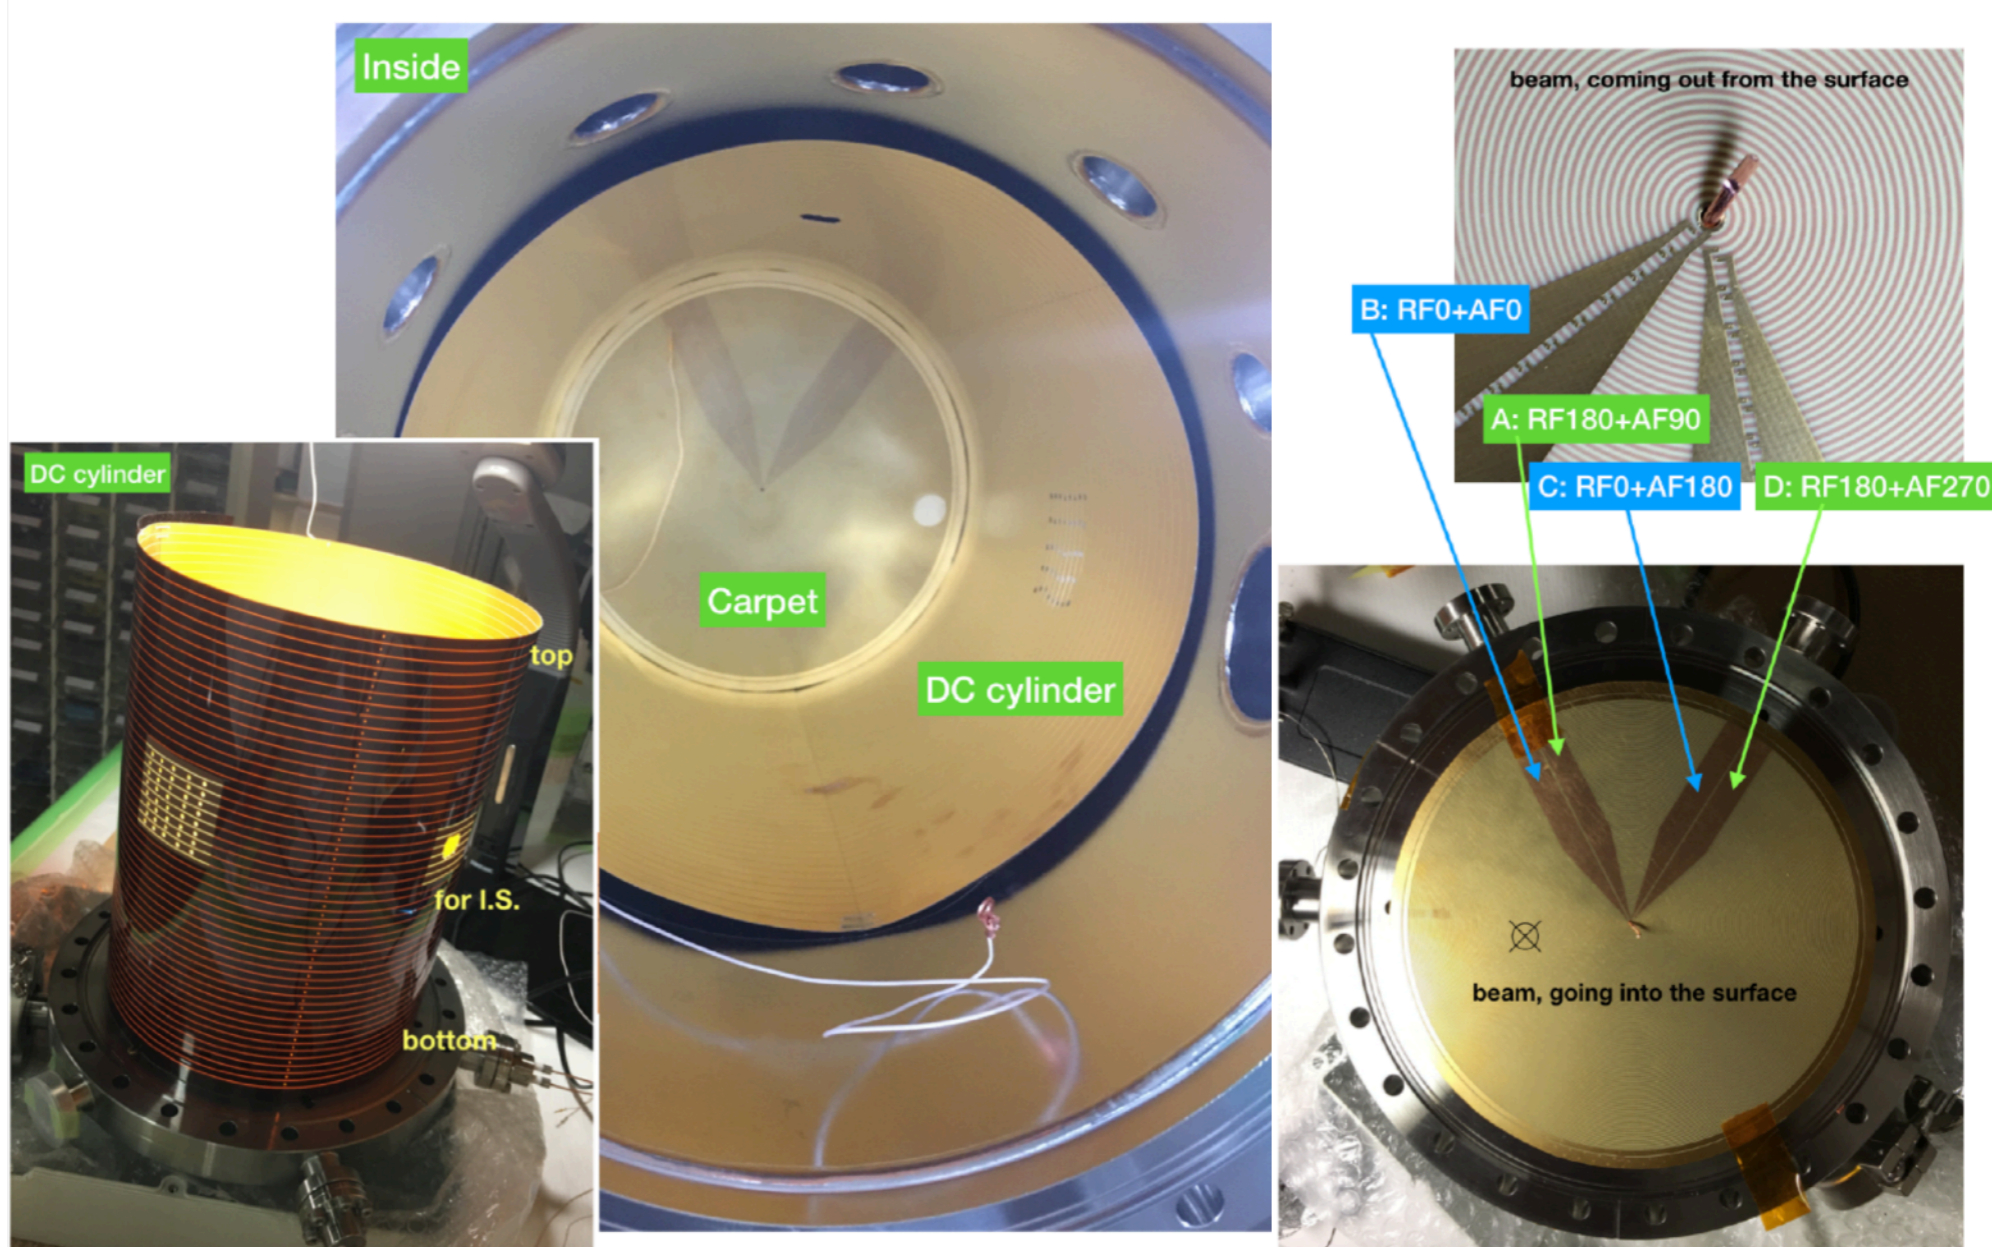 Inside
Carpet
DC cylinder
DC cylinder
top
for I.S.
bottom
beam, coming out from the surface
B: RF0+AF0
A: RF180+AF90
C: RF0+AF180
D: RF180+AF270
beam, going into the surface